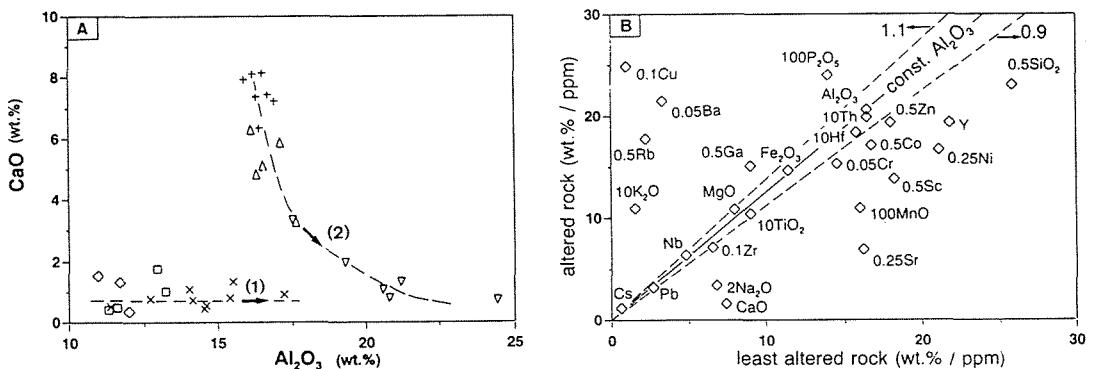 A
10
8
6
4
2
0
CaO (wt.%)
(2)
(1)
10
15
20
25
Al₂O₃ (wt.%)
B
30
20
10
0
altered rock (wt.% / ppm)
1.1
0.9
const. Al₂O₃
0.1Cu
100P₂O₅
0.5SiO₂
0.05Ba
Al₂O₃
10Th
0.5Zn
10Hf
Y
0.5Rb
0.5Ga
Fe₂O₃
0.5Co
0.25Ni
0.05Cr
0.5Sc
10K₂O
MgO
10TiO₂
100MnO
Nb
0.1Zr
0.25Sr
Cs
Pb
2Na₂O
CaO
0
10
20
30
least altered rock (wt.% / ppm)